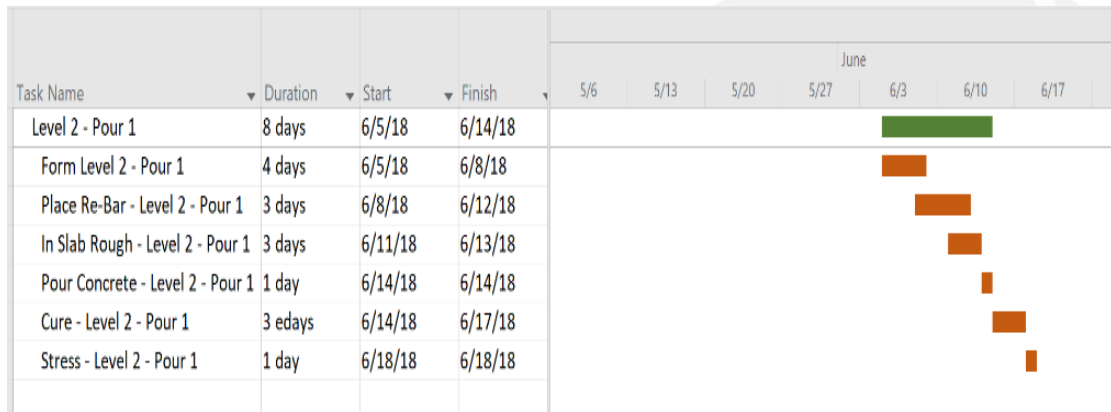 June
Task Name Duration Start Finish 5/6 5/13 5/20 5/27 6/3 6/10 6/17
Level 2 - Pour 1 8 days 6/5/18 6/14/18
Form Level 2 - Pour 1 4 days 6/5/18 6/8/18
Place Re-Bar - Level 2 - Pour 1 3 days 6/8/18 6/12/18
In Slab Rough - Level 2 - Pour 1 3 days 6/11/18 6/13/18
Pour Concrete - Level 2 - Pour 1 1 day 6/14/18 6/14/18
Cure - Level 2 - Pour 1 3 edays 6/14/18 6/17/18
Stress - Level 2 - Pour 1 1 day 6/18/18 6/18/18